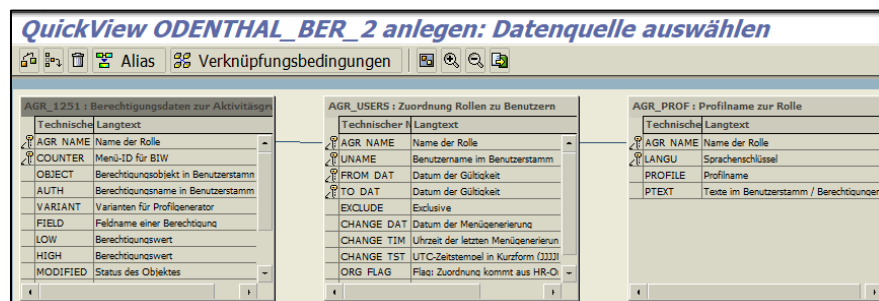 QuickView ODENTHAL_BER_2 anlegen: Datenquelle auswählen
Alias Verknüpfungsbedingungen
AGR_1251 : Berechtigungsdaten zur Aktivitäsgru
Technische Langtext
AGR NAME Name der Rolle
COUNTER Menü-ID für BIW
OBJECT Berechtigungsobjekt in Benutzerstamn
AUTH Berechtigungsname in Benutzerstamm
VARIANT Varianten für Profilgenerator
FIELD Feldname einer Berechtigung
LOW Berechtigungswert
HIGH Berechtigungswert
MODIFIED Status des Objektes
AGR_USERS : Zuordnung Rollen zu Benutzern
Technischer N Langtext
AGR NAME Name der Rolle
UNAME Benutzername im Benutzerstamm
FROM DAT Datum der Gültigkeit
TO DAT Datum der Gültigkeit
EXCLUDE Exclusive
CHANGE DAT Datum der Menügenerierung
CHANGE TIM Uhrzeit der letzten Menügenerierun
CHANGE TST UTC-Zeitstempel in Kurzform (JJJJI
ORG FLAG Flag: Zuordnung kommt aus HR-O
AGR_PROF : Profilname zur Rolle
Technische Langtext
AGR NAME Name der Rolle
LANGU Sprachenschlüssel
PROFILE Profilname
PTEXT Texte im Benutzerstamm / Berechtigungen